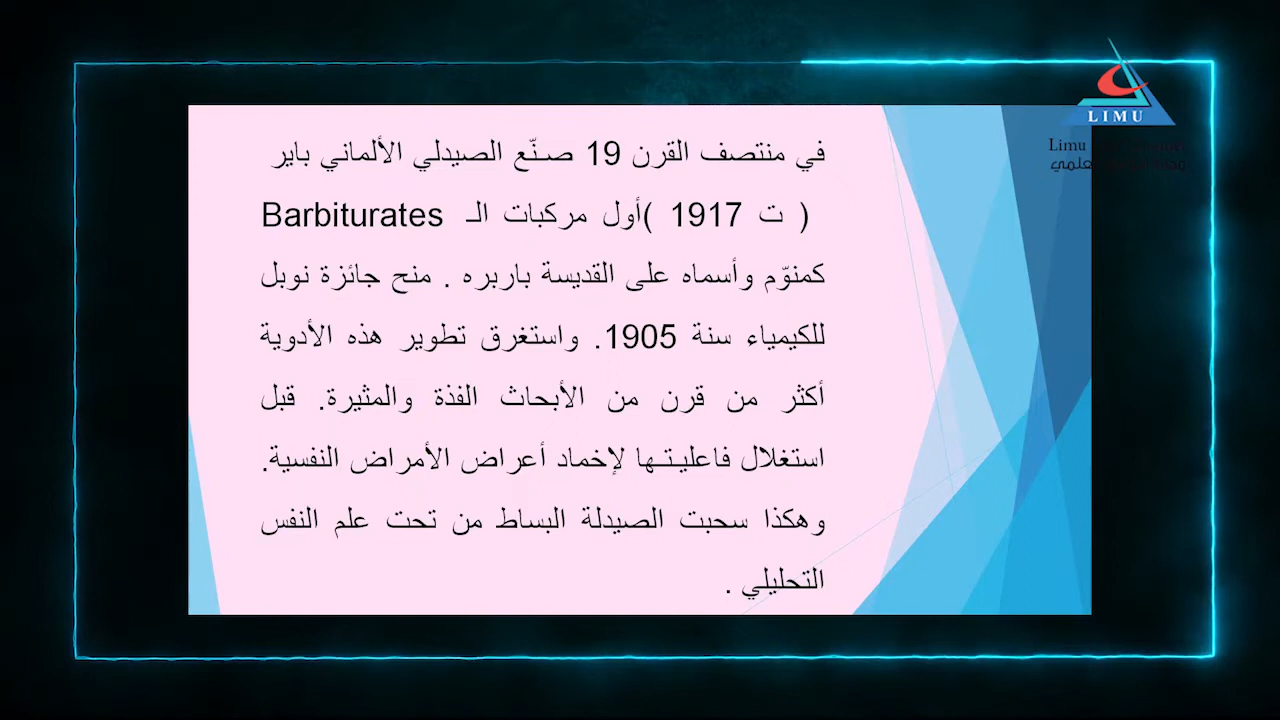 LIMU
Limu
في منتصف القرن 19 صنّع الصيدلي الألماني باير
( ت 1917 )أول مركبات الـ Barbiturates
كمنوّم وأسماه على القديسة باربره . منح جائزة نوبل
للكيمياء سنة 1905. واستغرق تطوير هذه الأدوية
أكثر من قرن من الأبحاث الفذة والمثيرة. قبل
استغلال فاعليتها لإخماد أعراض الأمراض النفسية.
وهكذا سحبت الصيدلة البساط من تحت علم النفس
التحليلي .